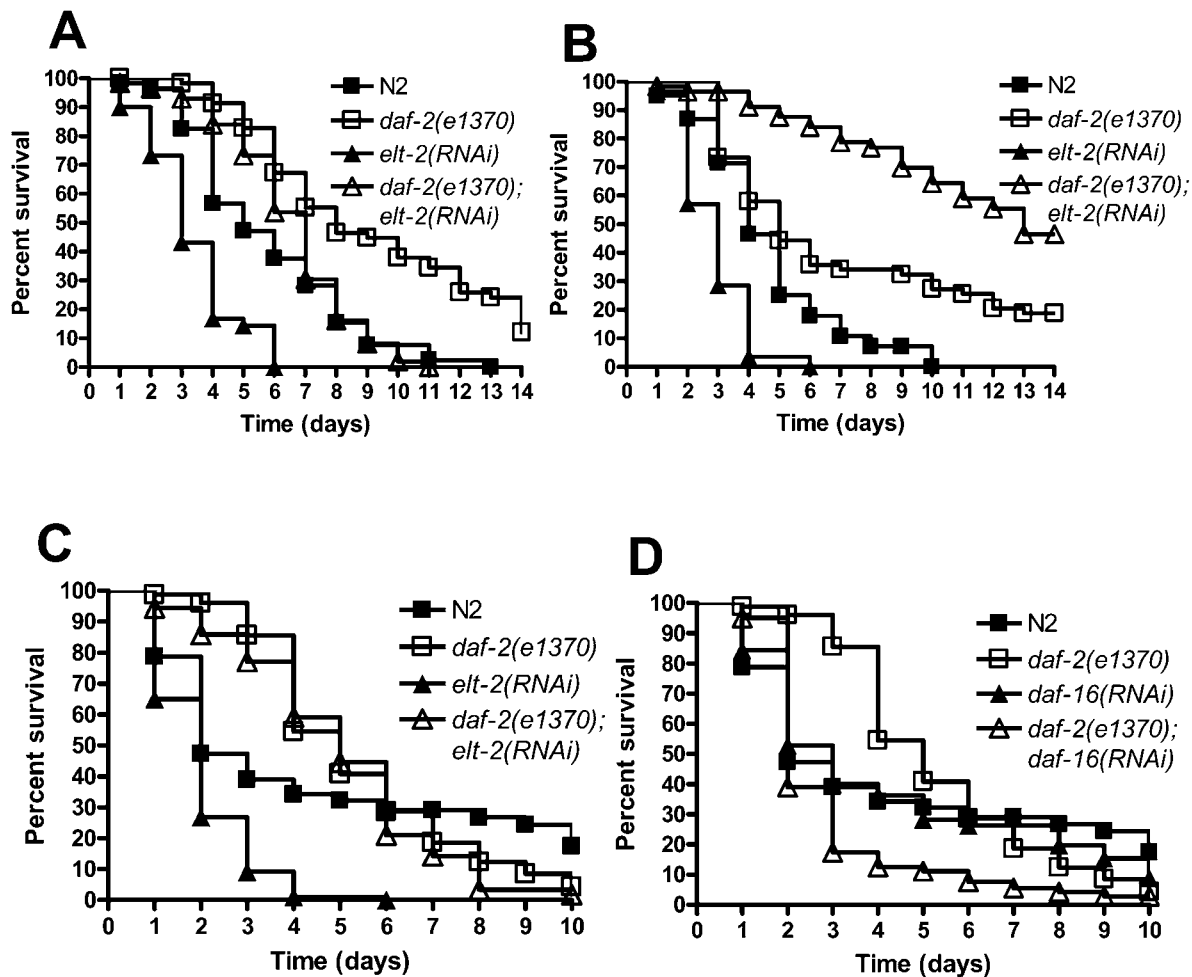 A
Percent survival
100
90
80
70
60
50
40
30
20
10
0
0 1 2 3 4 5 6 7 8 9 10 11 12 13 14
Time (days)
N2
daf-2(e1370)
elt-2(RNAi)
daf-2(e1370);
elt-2(RNAi)
B
Percent survival
100
90
80
70
60
50
40
30
20
10
0
0 1 2 3 4 5 6 7 8 9 10 11 12 13 14
Time (days)
N2
daf-2(e1370)
elt-2(RNAi)
daf-2(e1370);
elt-2(RNAi)
C
Percent survival
100
90
80
70
60
50
40
30
20
10
0
0 1 2 3 4 5 6 7 8 9 10
Time (days)
N2
daf-2(e1370)
elt-2(RNAi)
daf-2(e1370);
elt-2(RNAi)
D
Percent survival
100
90
80
70
60
50
40
30
20
10
0
0 1 2 3 4 5 6 7 8 9 10
Time (days)
N2
daf-2(e1370)
daf-16(RNAi)
daf-2(e1370);
daf-16(RNAi)